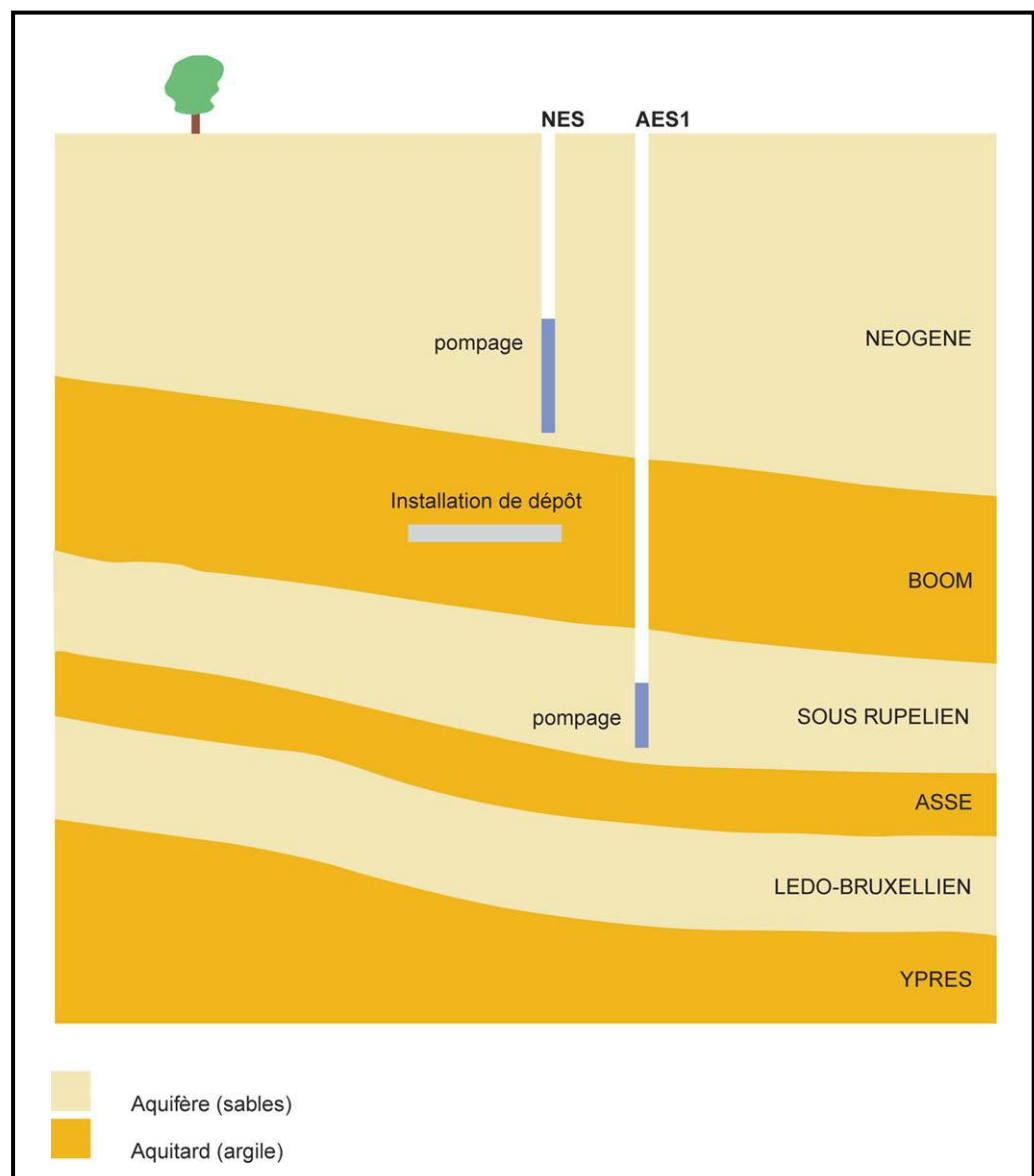 NES
AES1
pompage
NEOGENE
Installation de dépôt
BOOM
pompage
SOUS RUPELIEN
ASSE
LEDO-BRUXELLIEN
YPRES
Aquifère (sables)
Aquitard (argile)